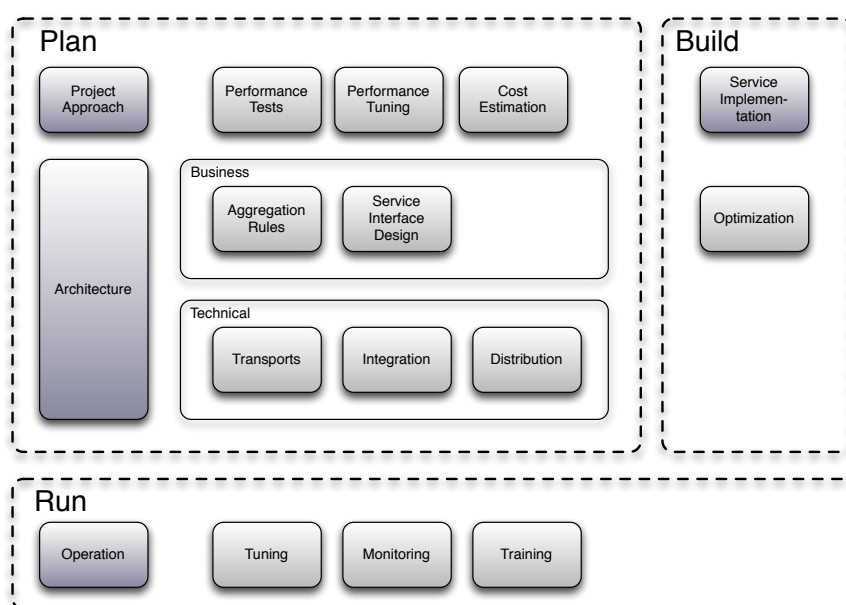 Plan
Project
Approach
Performance
Tests
Performance
Tuning
Cost
Estimation
Architecture
Business
Aggregation
Rules
Service
Interface
Design
Technical
Transports
Integration
Distribution
Build
Service
Implemen-
tation
Optimization
Run
Operation
Tuning
Monitoring
Training